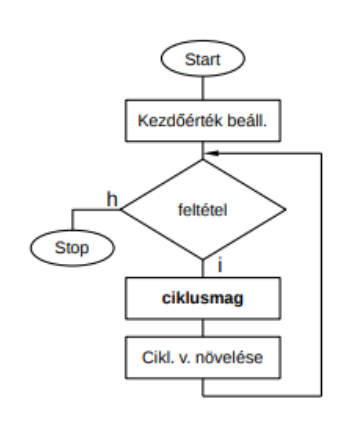 Start
Kezdőérték beáll.
h
feltétel
Stop
i
ciklusmag
Cikl. v. növelése